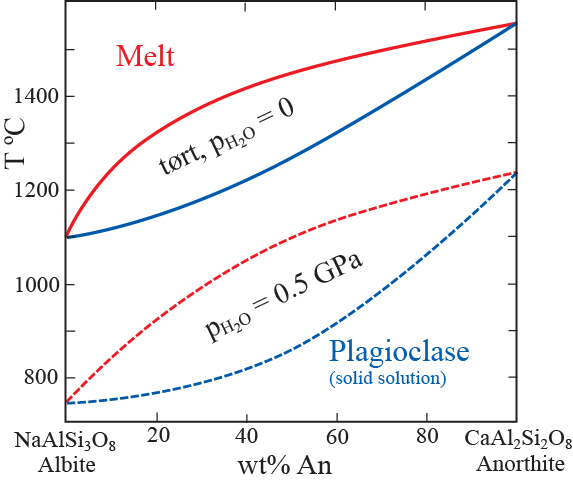 Melt
1400
1200
1000
800
T ºC
tørt, pH₂O = 0
pH₂O = 0.5 GPa
Plagioclase
(solid solution)
20
40
60
80
NaAlSi₃O₈
Albite
wt% An
CaAl₂Si₂O₈
Anorthite